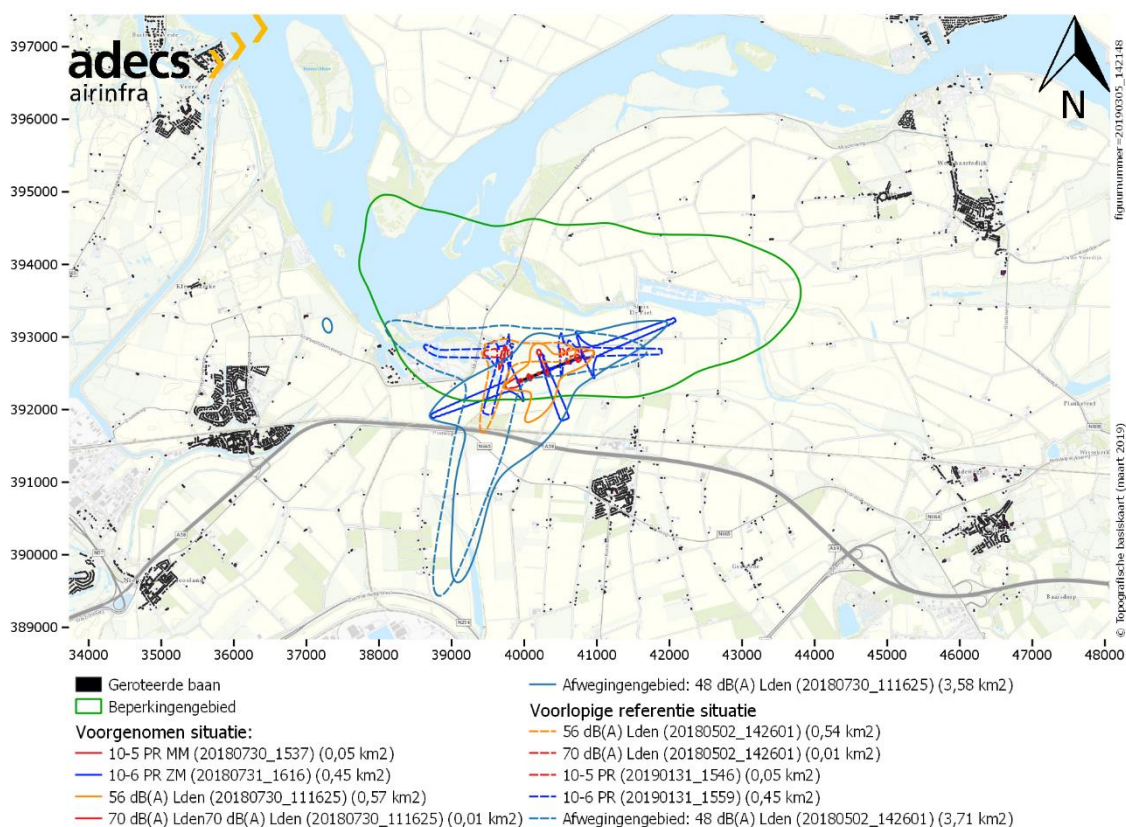 adecs
airinfra
N
figuurnummer=20190305_142148
© Topografische basiskaart (maart 2019)
397000
396000
395000
394000
393000
392000
391000
390000
389000
34000 35000 36000 37000 38000 39000 40000 41000 42000 43000 44000 45000 46000 47000 48000
Geroteerde baan
Beperkingengebied
Voorgenomen situatie:
10-5 PR MM (20180730_1537) (0,05 km2)
10-6 PR ZM (20180731_1616) (0,45 km2)
56 dB(A) Lden (20180730_111625) (0,57 km2)
70 dB(A) Lden70 dB(A) Lden (20180730_111625) (0,01 km2)
Afwegingengebied: 48 dB(A) Lden (20180730_111625) (3,58 km2)
Voorlopige referentie situatie
56 dB(A) Lden (20180502_142601) (0,54 km2)
70 dB(A) Lden (20180502_142601) (0,01 km2)
10-5 PR (20190131_1546) (0,05 km2)
10-6 PR (20190131_1559) (0,45 km2)
Afwegingengebied: 48 dB(A) Lden (20180502_142601) (3,71 km2)